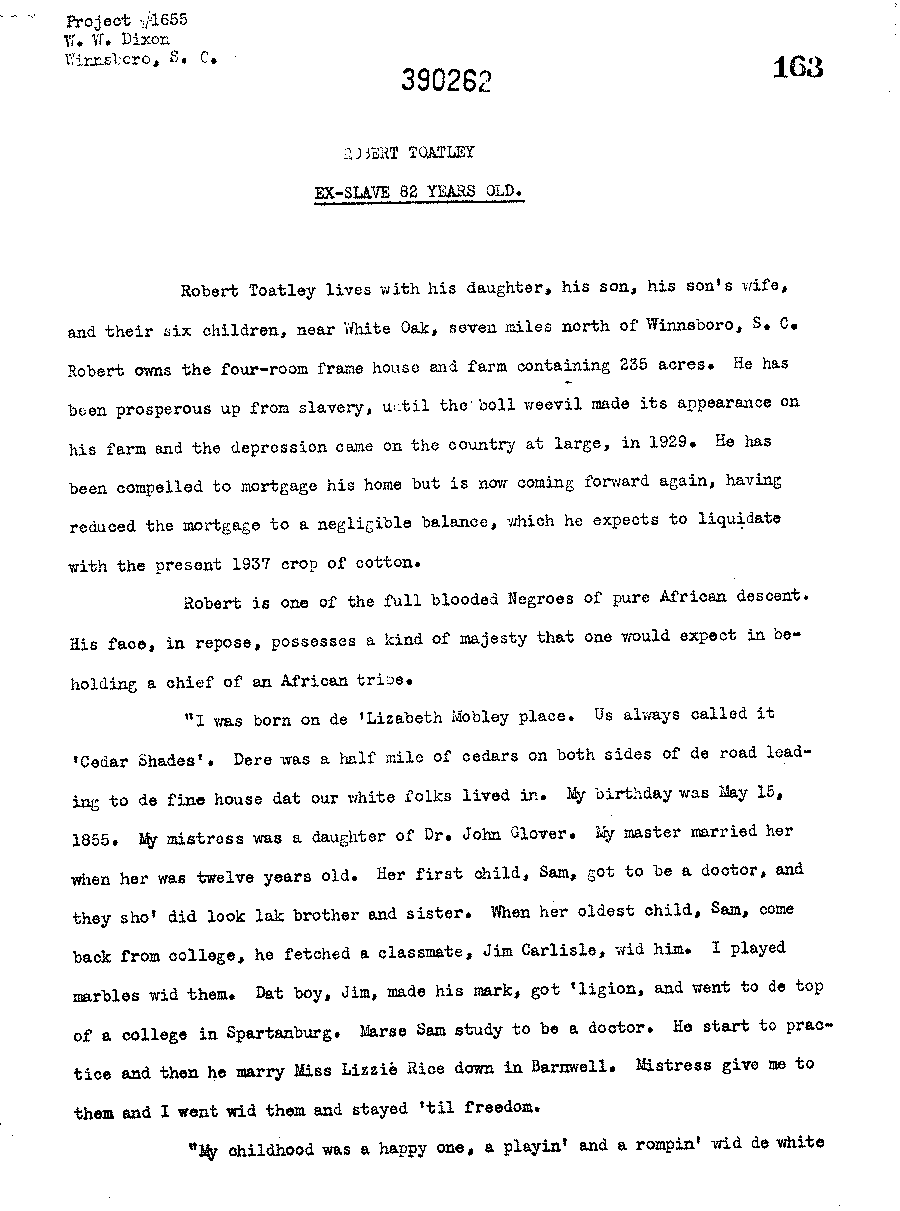 Project #1655
W. W. Dixon
Winnsboro, S. C.
390262
163
ROBERT TOATLEY
EX-SLAVE 82 YEARS OLD.
Robert Toatley lives with his daughter, his son, his son's wife,
and their six children, near White Oak, seven miles north of Winnsboro, S. C.
Robert owns the four-room frame house and farm containing 235 acres. He has
been prosperous up from slavery, until the boll weevil made its appearance on
his farm and the depression came on the country at large, in 1929. He has
been compelled to mortgage his home but is now coming forward again, having
reduced the mortgage to a negligible balance, which he expects to liquidate
with the present 1937 crop of cotton.
Robert is one of the full blooded Negroes of pure African descent.
His face, in repose, possesses a kind of majesty that one would expect in be-
holding a chief of an African tribe.
"I was born on de 'Lizabeth Mobley place. Us always called it
'Cedar Shades'. Dere was a half mile of cedars on both sides of de road lead-
ing to de fine house dat our white folks lived in. My birthday was May 15,
1855. My mistress was a daughter of Dr. John Glover. My master married her
when her was twelve years old. Her first child, Sam, got to be a doctor, and
they sho' did look lak brother and sister. When her oldest child, Sam, come
back from college, he fetched a classmate, Jim Carlisle, wid him. I played
marbles wid them. Dat boy, Jim, made his mark, got 'ligion, and went to de top
of a college in Spartanburg. Marse Sam study to be a doctor. He start to prac-
tice and then he marry Miss Lizzie Rice down in Barnwell. Mistress give me to
them and I went wid them and stayed 'til freedom.
"My childhood was a happy one, a playin' and a rompin' wid de white